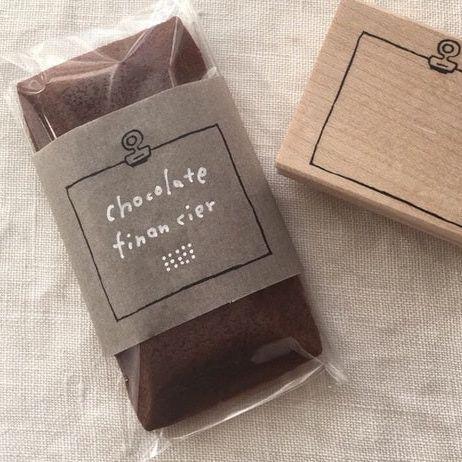 chocolate
finan cier